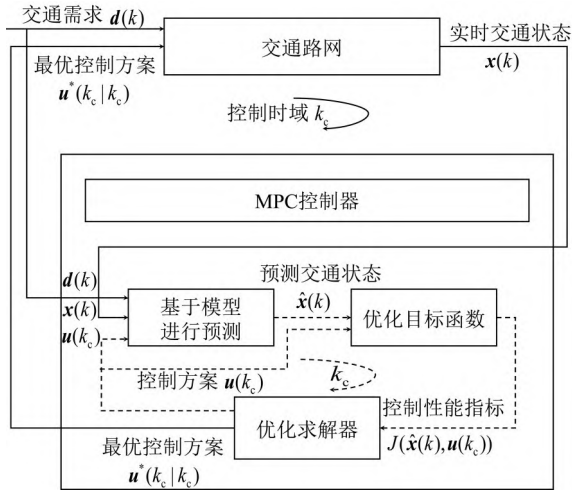 交通需求 d(k)
交通路网
实时交通状态
x(k)
最优控制方案
u*(kc|kc)
控制时域 kc
MPC控制器
d(k)
x(k)
u(kc)
基于模型
进行预测
预测交通状态
x̂(k)
优化目标函数
控制方案 u(kc)
kc
优化求解器
控制性能指标
J(x̂(k),u(kc))
最优控制方案
u*(kc|kc)